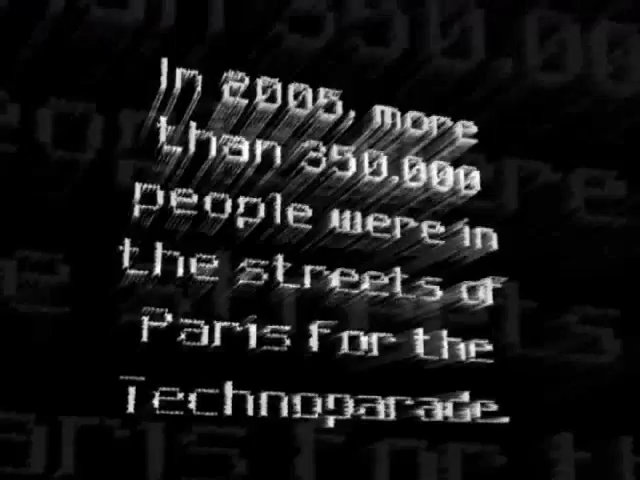 In 2005, more
than 350.000
people were in
the streets of
Paris for the
Technoparade.